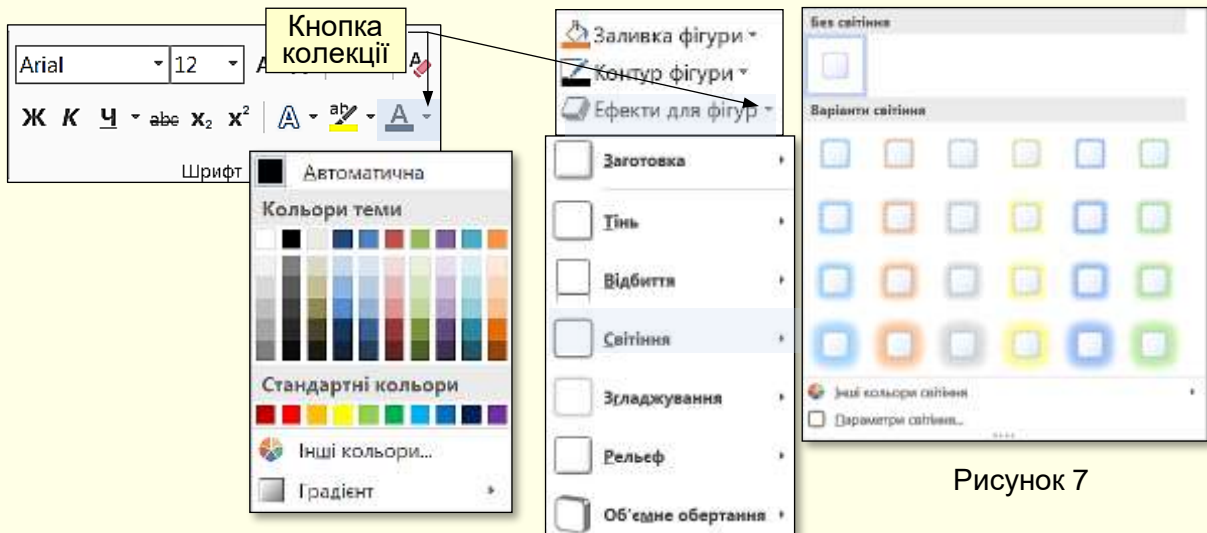 Кнопка
колекції
Arial 12
Ж К Ч abc x₂ x² A ab A
Шрифт
Автоматична
Кольори теми
Стандартні кольори
Інші кольори...
Градієнт
Заливка фігури
Контур фігури
Ефекти для фігур
Заготовка
Тінь
Відбиття
Світіння
Згладжування
Рельєф
Об'ємне обертання
Без світіння
Варіанти світіння
Інші кольори світіння
Параметри світіння...
Рисунок 7